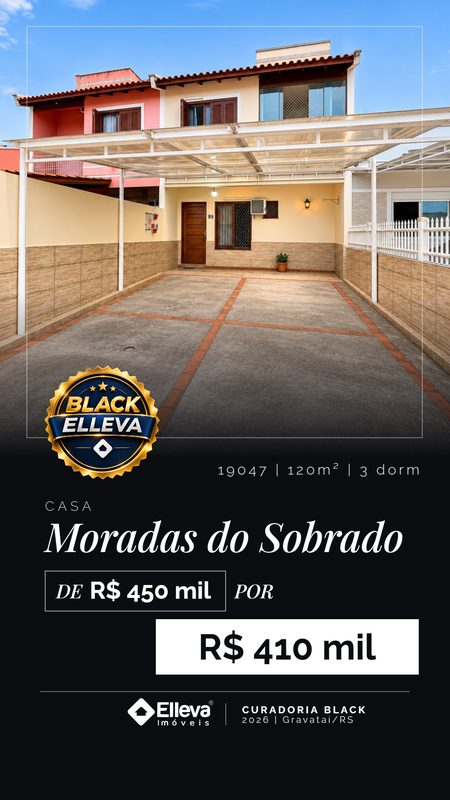 89
BLACK
ELLEVA
19047 | 120m² | 3 dorm
CASA
Moradas do Sobrado
DE R$ 450 mil POR
R$ 410 mil
Elleva®
Imóveis
CURADORIA BLACK
2026 | Gravataí/RS